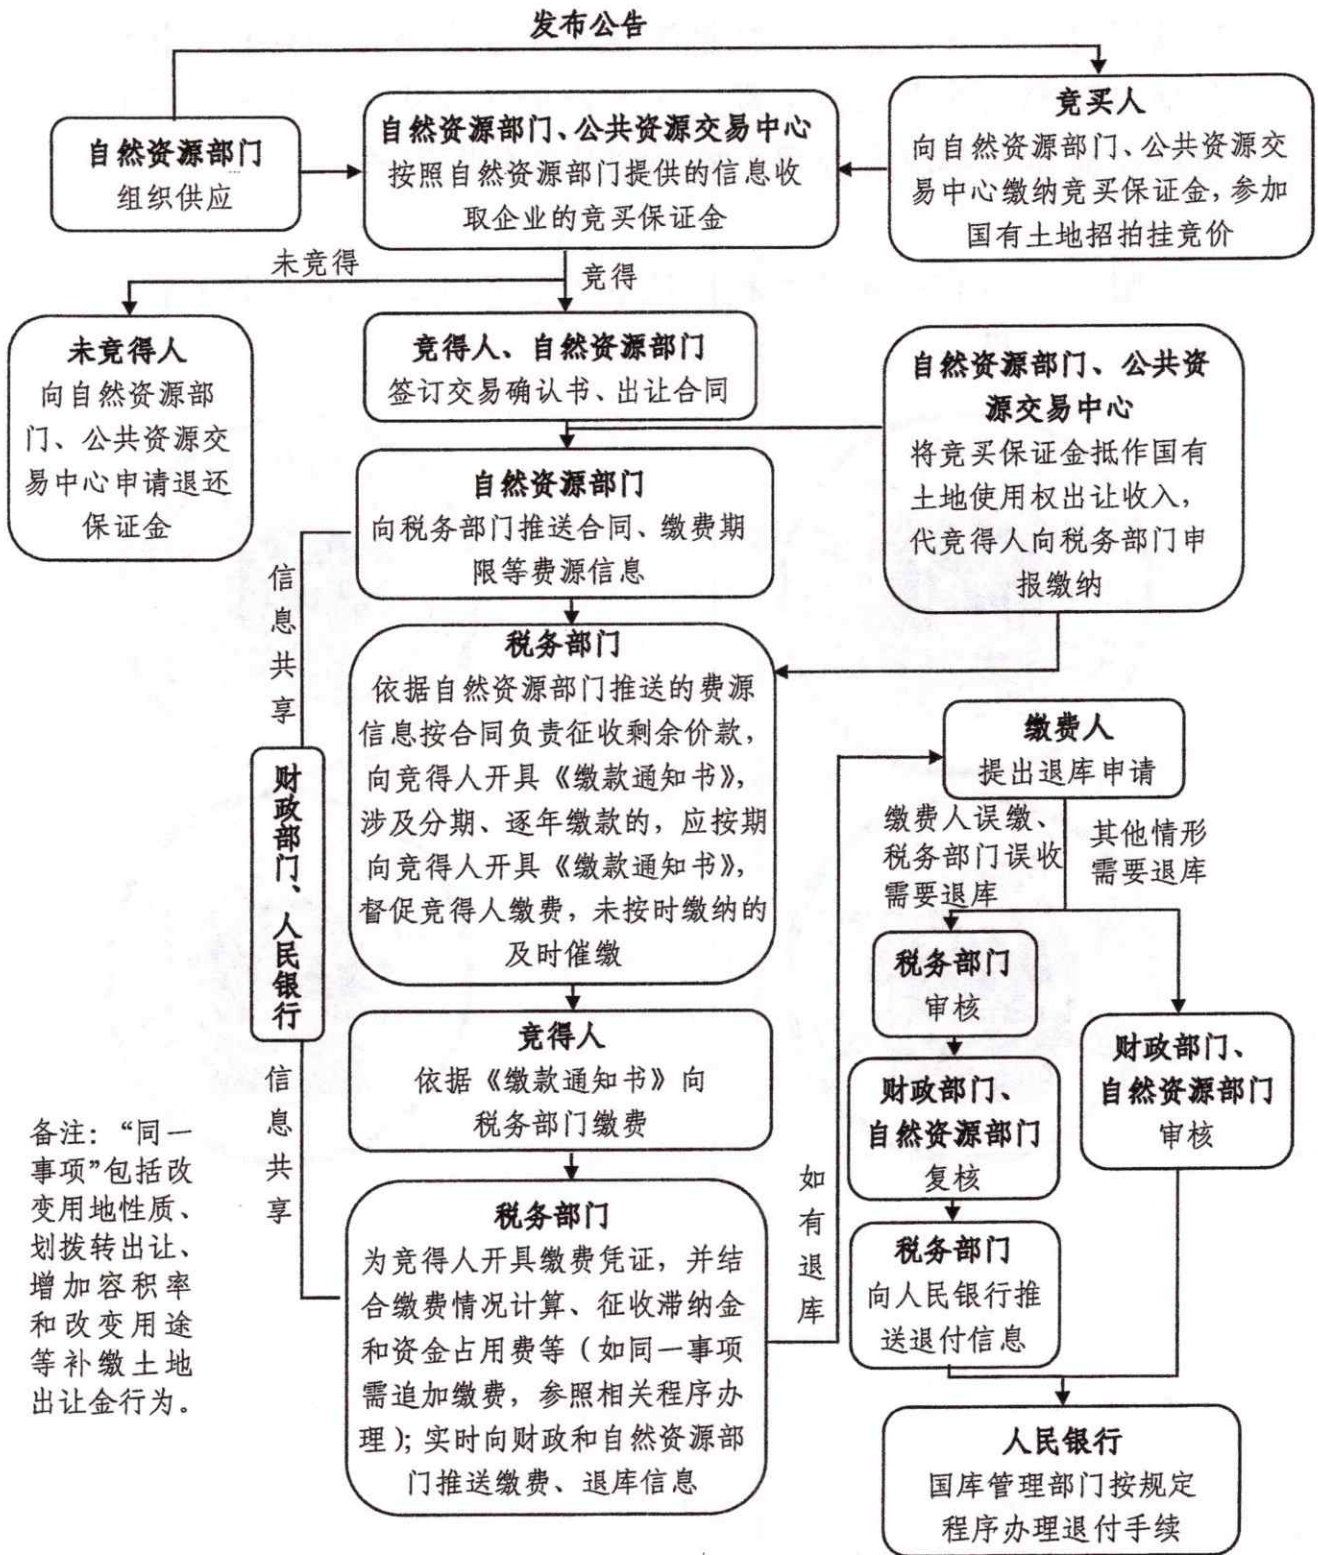 发布公告
自然资源部门
组织供应
自然资源部门、公共资源交易中心
按照自然资源部门提供的信息收
取企业的竞买保证金
竞买人
向自然资源部门、公共资源交
易中心缴纳竞买保证金，参加
国有土地招拍挂竞价
未竞得
竞得
未竞得人
向自然资源部
门、公共资源交
易中心申请退还
保证金
竞得人、自然资源部门
签订交易确认书、出让合同
自然资源部门、公共资
源交易中心
将竞买保证金抵作国有
土地使用权出让收入，
代竞得人向税务部门申
报缴纳
自然资源部门
向税务部门推送合同、缴费期
限等费源信息
信息共享
税务部门
依据自然资源部门推送的费源
信息按合同负责征收剩余价款，
向竞得人开具《缴款通知书》，
涉及分期、逐年缴款的，应按期
向竞得人开具《缴款通知书》，
督促竞得人缴费，未按时缴纳的
及时催缴
财政部门、人民银行
缴费人
提出退库申请
缴费人误缴、
税务部门误收
需要退库
其他情形
需要退库
税务部门
审核
竞得人
依据《缴款通知书》向
税务部门缴费
财政部门、
自然资源部门
复核
财政部门、
自然资源部门
审核
信息共享
备注：“同一
事项”包括改
变用地性质、
划拨转出让、
增加容积率
和改变用途
等补缴土地
出让金行为。
税务部门
为竞得人开具缴费凭证，并结
合缴费情况计算、征收滞纳金
和资金占用费等（如同一事项
需追加缴费，参照相关程序办
理）；实时向财政和自然资源部
门推送缴费、退库信息
如有退库
税务部门
向人民银行推
送退付信息
人民银行
国库管理部门按规定
程序办理退付手续